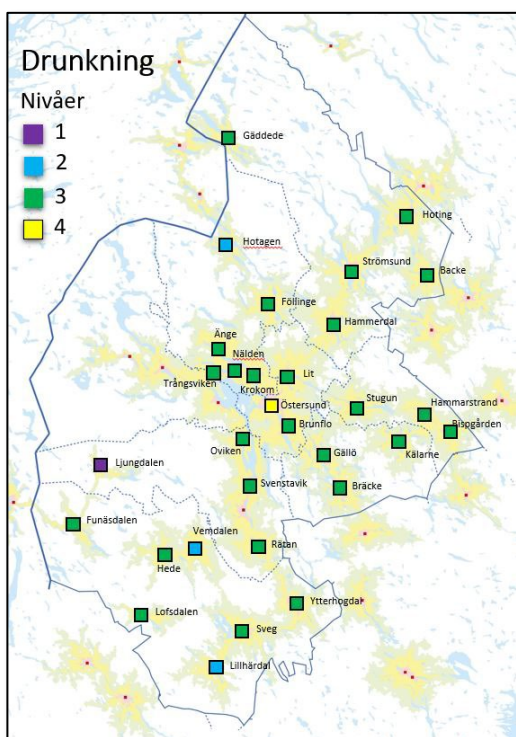 Drunkning
Nivåer
1
2
3
4
Gäddede
Hoting
Hotagen
Strömsund
Backe
Föllinge
Hammerdal
Änge
Nälden
Trångsviken
Krokom
Lit
Östersund
Stugun
Hammarstrand
Brunflo
Bispgården
Oviken
Kälarne
Gällö
Ljungdalen
Svenstavik
Bräcke
Funäsdalen
Vemdalen
Hede
Rätan
Ytterhogdal
Lofsdalen
Sveg
Lillhärdal